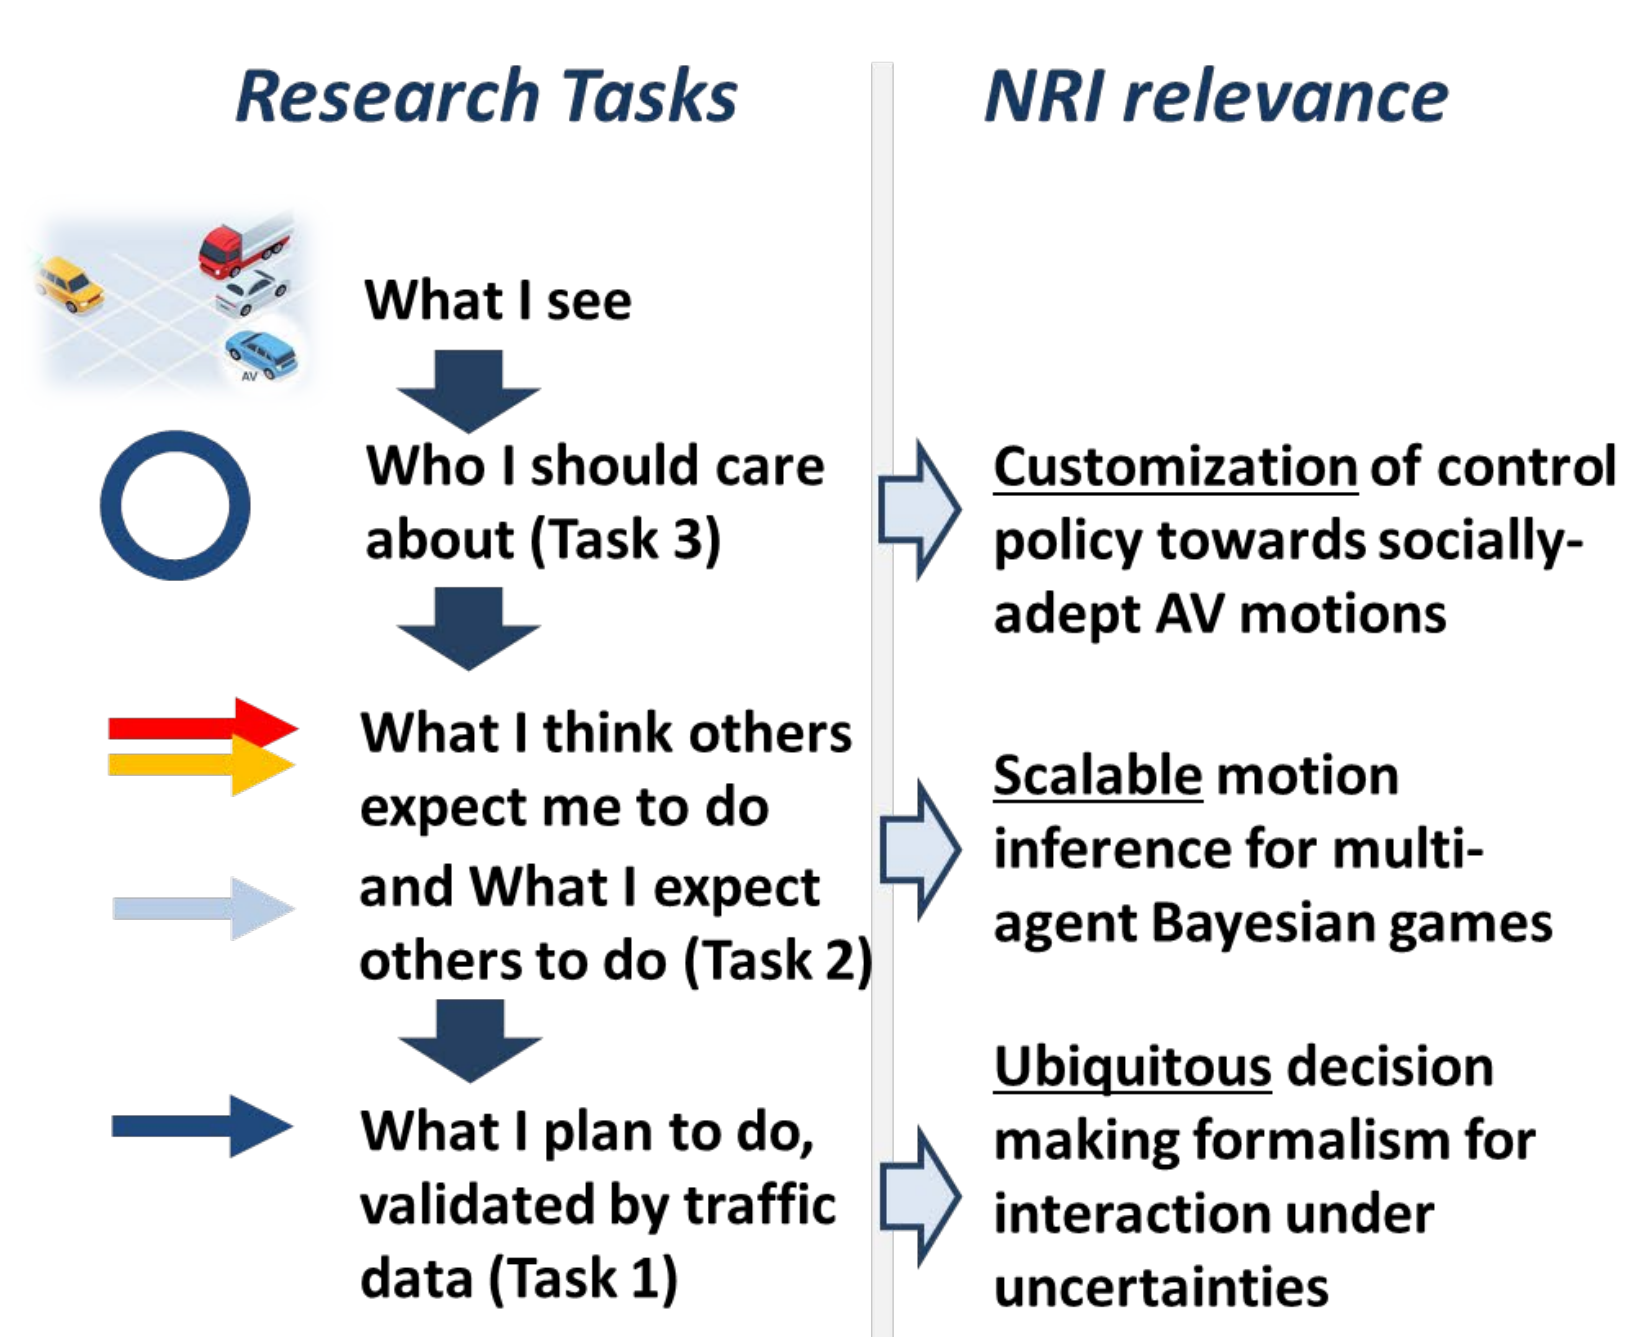 Research Tasks
NRI relevance
AV
What I see
Who I should care
about (Task 3)
Customization of control
policy towards socially-
adept AV motions
What I think others
expect me to do
and What I expect
others to do (Task 2)
Scalable motion
inference for multi-
agent Bayesian games
What I plan to do,
validated by traffic
data (Task 1)
Ubiquitous decision
making formalism for
interaction under
uncertainties